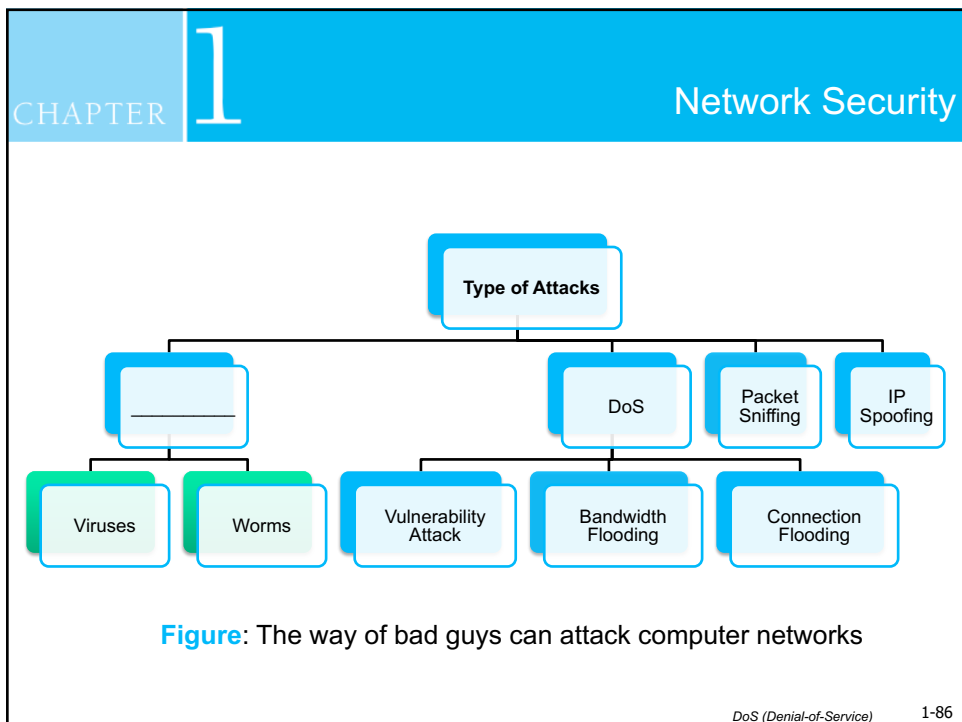 CHAPTER 1
Network Security
Type of Attacks
__________
DoS
Packet
Sniffing
IP
Spoofing
Viruses
Worms
Vulnerability
Attack
Bandwidth
Flooding
Connection
Flooding
Figure: The way of bad guys can attack computer networks
DoS (Denial-of-Service) 1-86